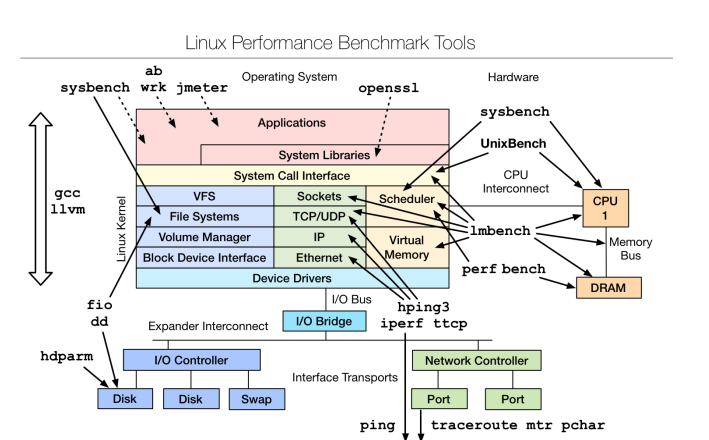 Linux Performance Benchmark Tools
Operating System
Hardware
sysbench
ab
wrk
jmeter
openssl
sysbench
UnixBench
gcc
llvm
Linux Kernel
Applications
System Libraries
System Call Interface
VFS
Sockets
Scheduler
File Systems
TCP/UDP
Volume Manager
IP
Virtual
Memory
Block Device Interface
Ethernet
Device Drivers
CPU
Interconnect
CPU
1
lmbench
Memory
Bus
perf bench
DRAM
I/O Bus
I/O Bridge
hping3
iperf ttcp
fio
dd
Expander Interconnect
hdparm
I/O Controller
Network Controller
Interface Transports
Disk
Disk
Swap
Port
Port
ping
traceroute mtr pchar